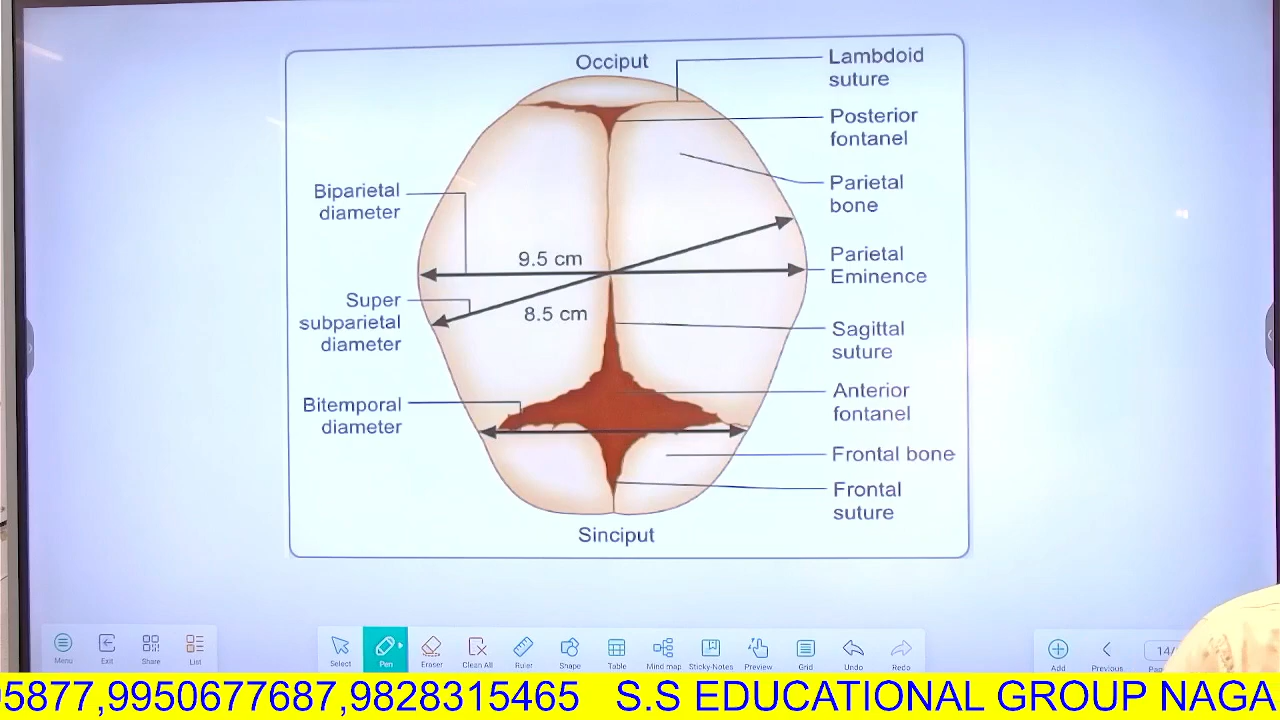 Occiput
Lambdoid
suture
Posterior
fontanel
Parietal
bone
Biparietal
diameter
9.5 cm
Parietal
Eminence
Super
subparietal
diameter
8.5 cm
Sagittal
suture
Anterior
fontanel
Bitemporal
diameter
Frontal bone
Frontal
suture
Sinciput
Menu Exit Share List Select Pen Eraser Clean All Ruler Shape Table Mind map Sticky-Notes Preview Grid Undo Redo Add Previous
14/
5877,9950677687,9828315465 S.S EDUCATIONAL GROUP NAGA